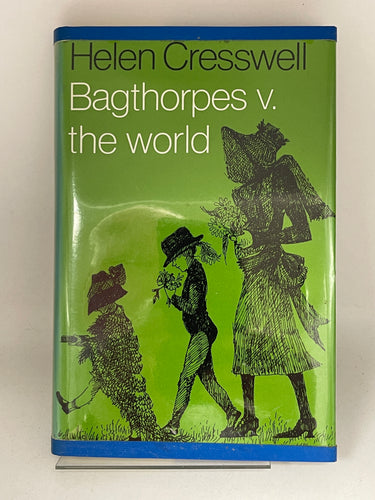 Helen Cresswell
Bagthorpes v.
the world